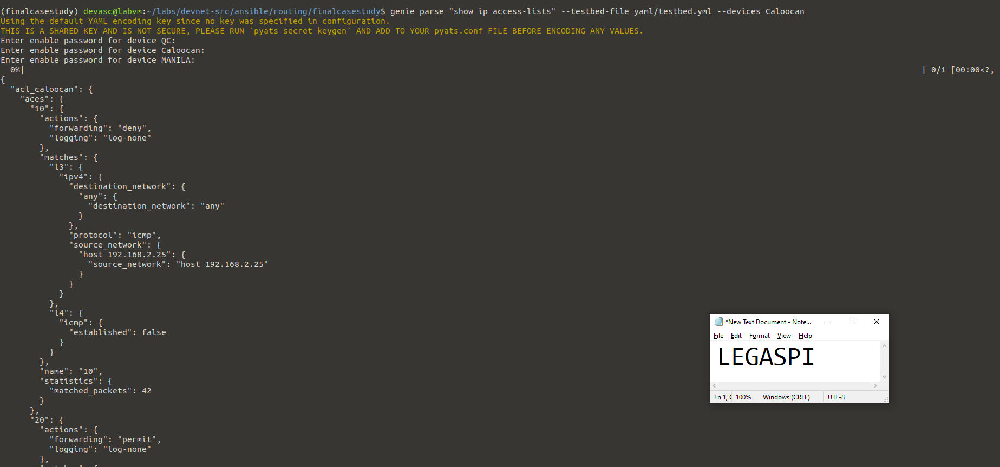 (finalcasestudy) devasc@labvm:~/labs/devnet-src/ansible/routing/finalcasestudy$ genie parse "show ip access-lists" --testbed-file yaml/testbed.yml --devices Caloocan
Using the default YAML encoding key since no key was specified in configuration.
THIS IS A SHARED KEY AND IS NOT SECURE, PLEASE RUN `pyats secret keygen` AND ADD TO YOUR pyats.conf FILE BEFORE ENCODING ANY VALUES.
Enter enable password for device QC:
Enter enable password for device Caloocan:
Enter enable password for device MANILA:
  0%| | 0/1 [00:00<?,
{
  "acl_caloocan": {
    "aces": {
      "10": {
        "actions": {
          "forwarding": "deny",
          "logging": "log-none"
        },
        "matches": {
          "l3": {
            "ipv4": {
              "destination_network": {
                "any": {
                  "destination_network": "any"
                }
              },
              "protocol": "icmp",
              "source_network": {
                "host 192.168.2.25": {
                  "source_network": "host 192.168.2.25"
                }
              }
            }
          },
          "l4": {
            "icmp": {
              "established": false
            }
          }
        },
        "name": "10",
        "statistics": {
          "matched_packets": 42
        }
      },
      "20": {
        "actions": {
          "forwarding": "permit",
          "logging": "log-none"
        },
*New Text Document - Note...
File Edit Format View Help
LEGASPI
Ln 1, 100% Windows (CRLF) UTF-8